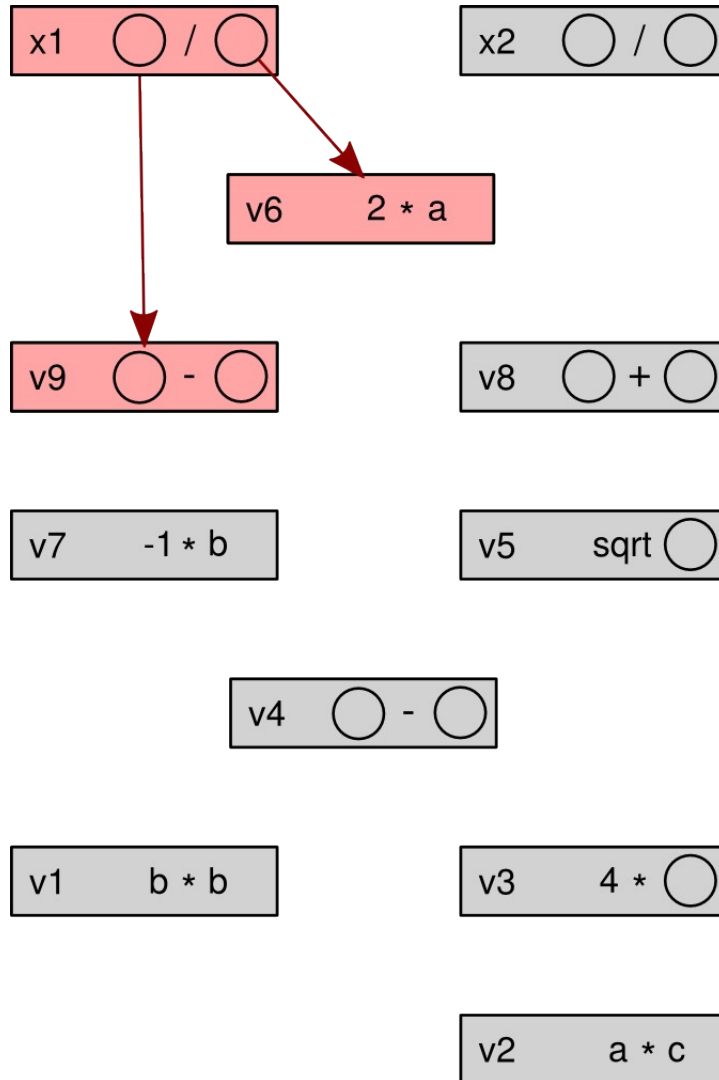 x1 / x2 /
v6 2 * a
v9 - v8 +
v7 -1 * b v5 sqrt
v4 -
v1 b * b v3 4 *
v2 a * c